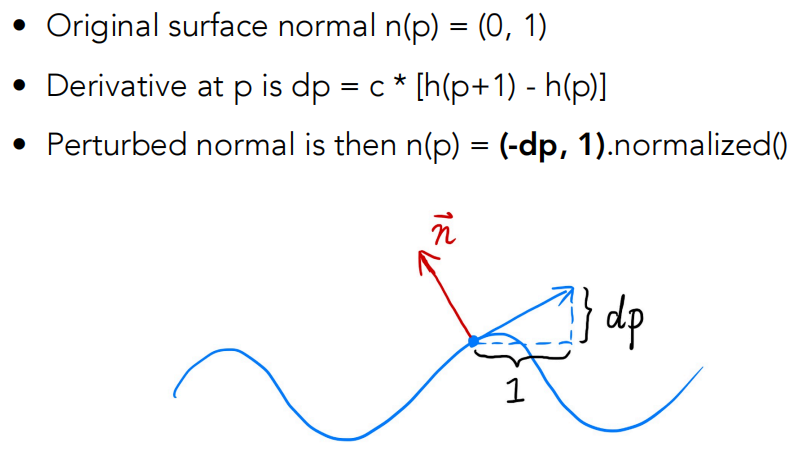 • Original surface normal n(p) = (0, 1)
• Derivative at p is dp = c * [h(p+1) - h(p)]
• Perturbed normal is then n(p) = (-dp, 1).normalized()
n⃗
dp
1